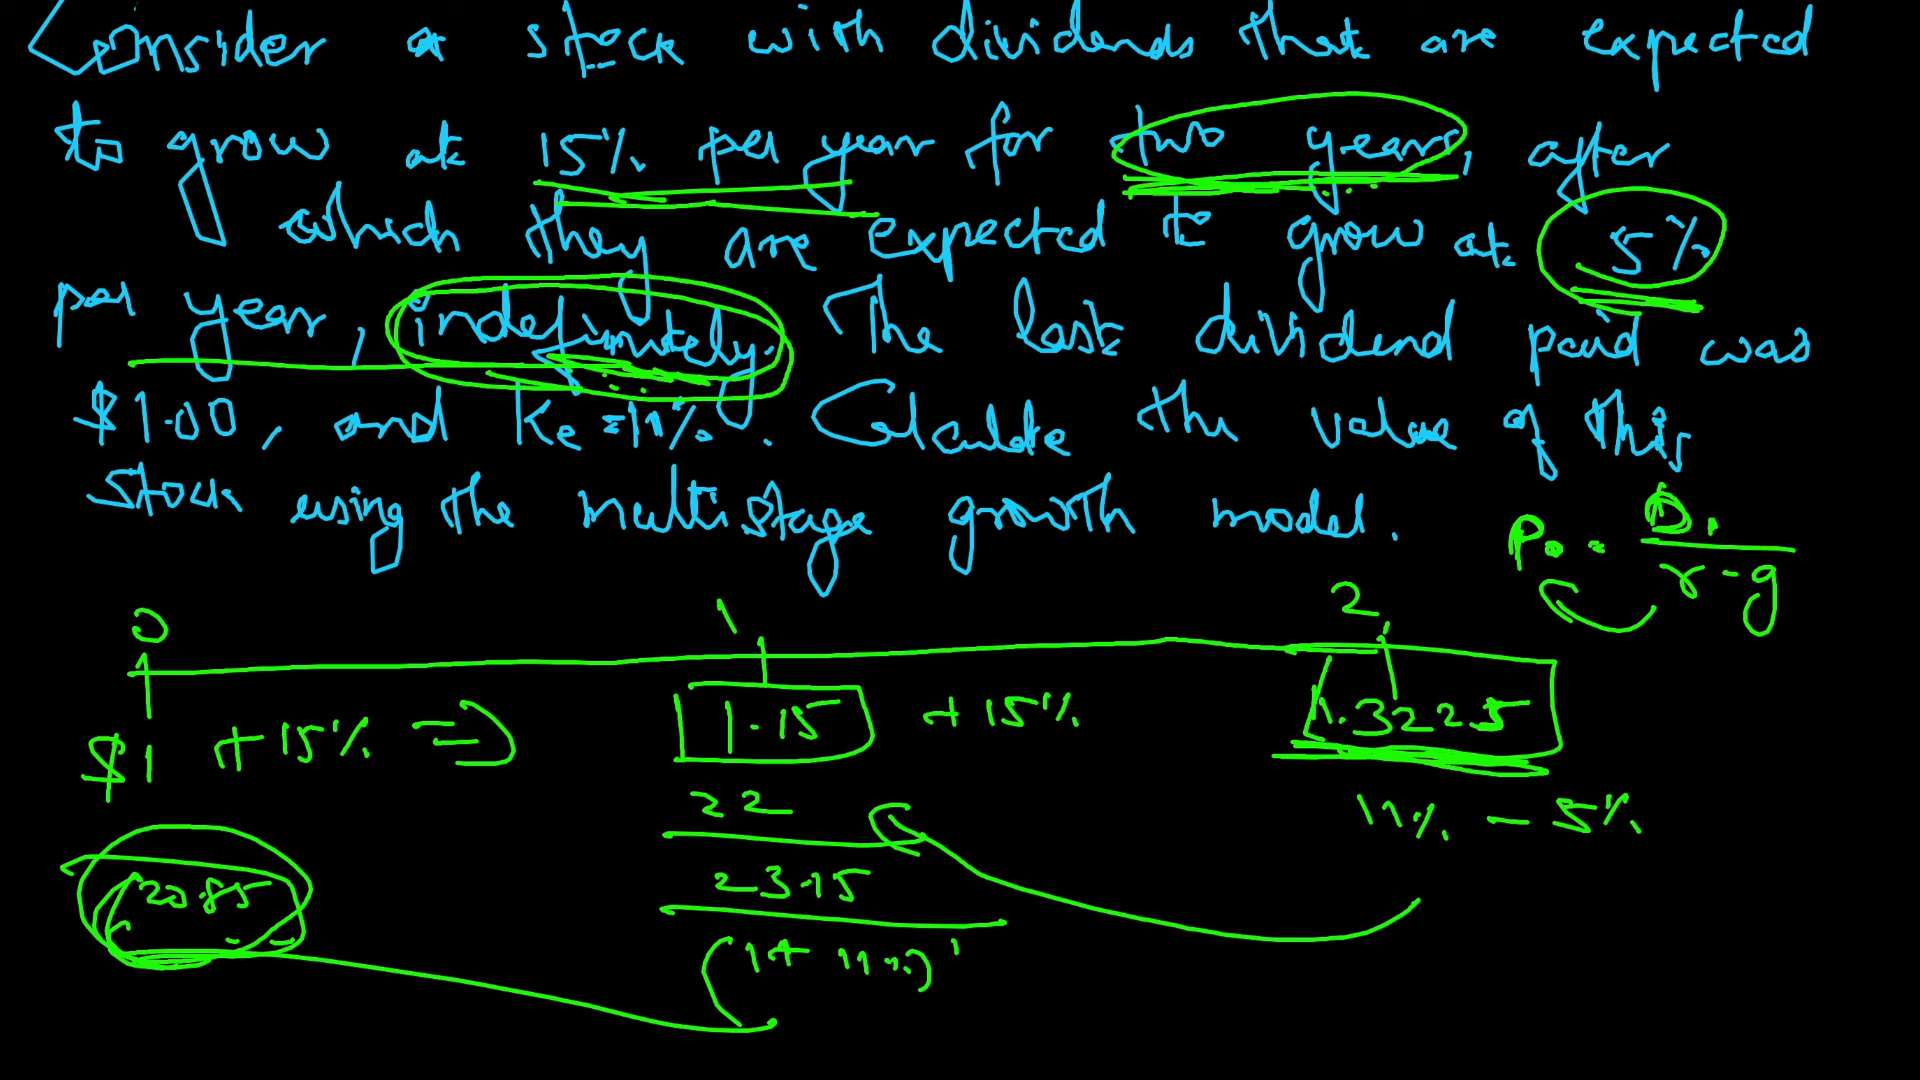 Consider a stock with dividends that are expected
to grow at 15% per year for two years, after
which they are expected to grow at 5%
per year, indefinitely. The last dividend paid was
$1.00, and Ke = 11%. Calculate the value of this
stock using the multistage growth model.
P0 = D1 / r - g
0 1 2
$1 + 15% => 1.15 + 15% 1.3225
22 11% - 5%
20.85 23.15
(1 + 11%)¹